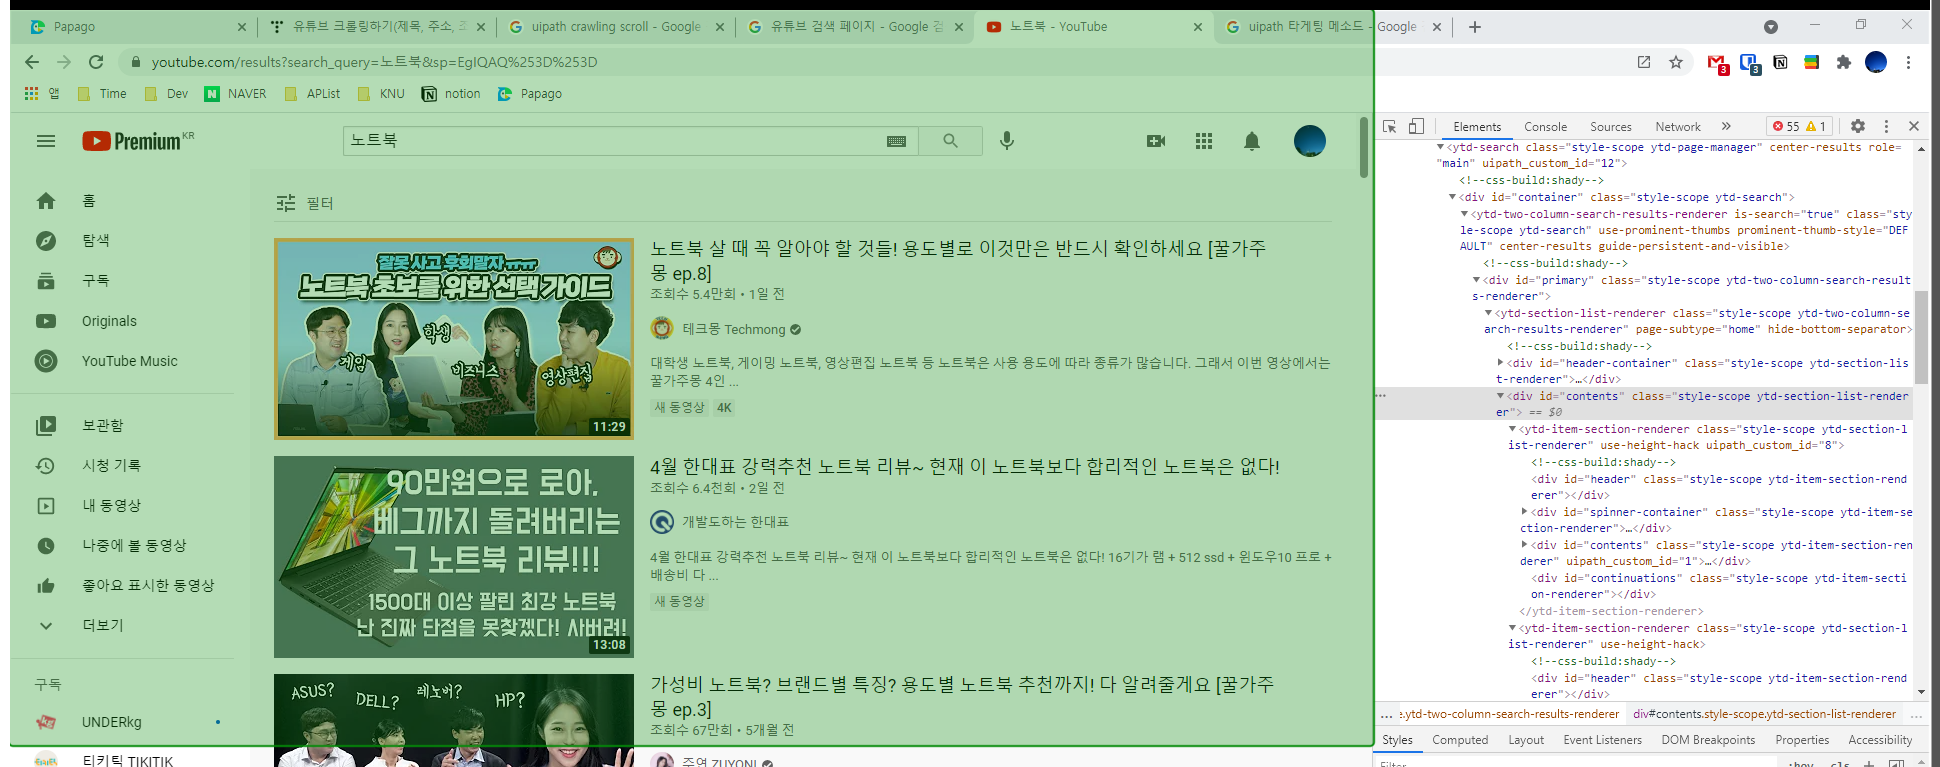 Papago
유튜브 크롤링하기(제목, 주소, 조
uipath crawling scroll - Google
유튜브 검색 페이지 - Google 검
노트북 - YouTube
uipath 타게팅 메소드 - Google
youtube.com/results?search_query=노트북&sp=EgIQAQ%253D%253D
3
3
앱
Time
Dev
NAVER
APList
KNU
notion
Papago
Premium KR
노트북
홈
탐색
구독
Originals
YouTube Music
보관함
시청 기록
내 동영상
나중에 볼 동영상
좋아요 표시한 동영상
더보기
구독
UNDERkg
티키틱 TIKITIK
필터
잘못 사고 후회말자 ㅠㅠ
노트북 초보를 위한 선택 가이드
게임
학생
비즈니스
영상편집
11:29
노트북 살 때 꼭 알아야 할 것들! 용도별로 이것만은 반드시 확인하세요 [꿀가주
몽 ep.8]
조회수 5.4만회 • 1일 전
테크몽 Techmong
대학생 노트북, 게이밍 노트북, 영상편집 노트북 등 노트북은 사용 용도에 따라 종류가 많습니다. 그래서 이번 영상에서는
꿀가주몽 4인 ...
새 동영상 4K
90만원으로 로아,
베그까지 돌려버리는
그 노트북 리뷰!!!
1500대 이상 팔린 최강 노트북
난 진짜 단점을 못찾겠다! 사버려!
13:08
4월 한대표 강력추천 노트북 리뷰~ 현재 이 노트북보다 합리적인 노트북은 없다!
조회수 6.4천회 • 2일 전
개발도하는 한대표
4월 한대표 강력추천 노트북 리뷰~ 현재 이 노트북보다 합리적인 노트북은 없다! 16기가 램 + 512 ssd + 윈도우10 프로 +
배송비 다 ...
새 동영상
ASUS?
DELL?
레노버?
HP?
가성비 노트북? 브랜드별 특징? 용도별 노트북 추천까지! 다 알려줄게요 [꿀가주
몽 ep.3]
조회수 67만회 • 5개월 전
주연 ZUYONI
Elements
Console
Sources
Network
»
55
1
<ytd-search class="style-scope ytd-page-manager" center-results role=
"main" uipath_custom_id="12">
<!--css-build:shady-->
<div id="container" class="style-scope ytd-search">
<ytd-two-column-search-results-renderer is-search="true" class="sty
le-scope ytd-search" use-prominent-thumbs prominent-thumb-style="DEF
AULT" center-results guide-persistent-and-visible>
<!--css-build:shady-->
<div id="primary" class="style-scope ytd-two-column-search-result
s-renderer">
<ytd-section-list-renderer class="style-scope ytd-two-column-se
arch-results-renderer" page-subtype="home" hide-bottom-separator>
<!--css-build:shady-->
<div id="header-container" class="style-scope ytd-section-lis
t-renderer">…</div>
<div id="contents" class="style-scope ytd-section-list-render
er"> == $0
<ytd-item-section-renderer class="style-scope ytd-section-l
ist-renderer" use-height-hack uipath_custom_id="8">
<!--css-build:shady-->
<div id="header" class="style-scope ytd-item-section-rend
erer"></div>
<div id="spinner-container" class="style-scope ytd-item-se
ction-renderer">…</div>
<div id="contents" class="style-scope ytd-item-section-ren
derer" uipath_custom_id="1">…</div>
<div id="continuations" class="style-scope ytd-item-secti
on-renderer"></div>
</ytd-item-section-renderer>
<ytd-item-section-renderer class="style-scope ytd-section-l
ist-renderer" use-height-hack>
<!--css-build:shady-->
<div id="header" class="style-scope ytd-item-section-rend
erer"></div>
... e.ytd-two-column-search-results-renderer div#contents.style-scope.ytd-section-list-renderer ...
Styles
Computed
Layout
Event Listeners
DOM Breakpoints
Properties
Accessibility
Filter
:hov
.cls
+